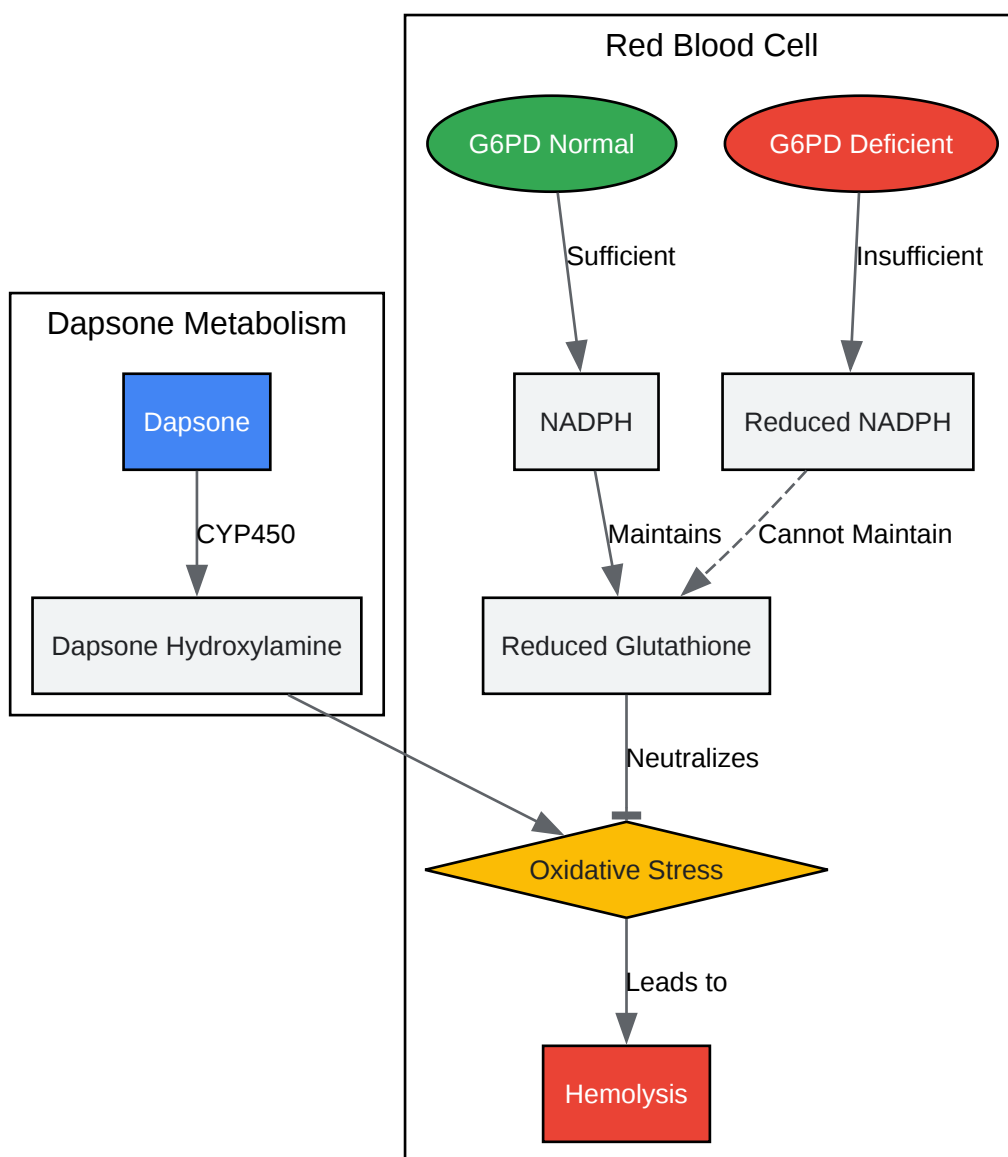 Red Blood Cell
G6PD Normal
G6PD Deficient
Sufficient
Insufficient
Dapsone Metabolism
Dapsone
NADPH
Reduced NADPH
CYP450
Maintains
Cannot Maintain
Dapsone Hydroxylamine
Reduced Glutathione
Neutralizes
Oxidative Stress
Leads to
Hemolysis